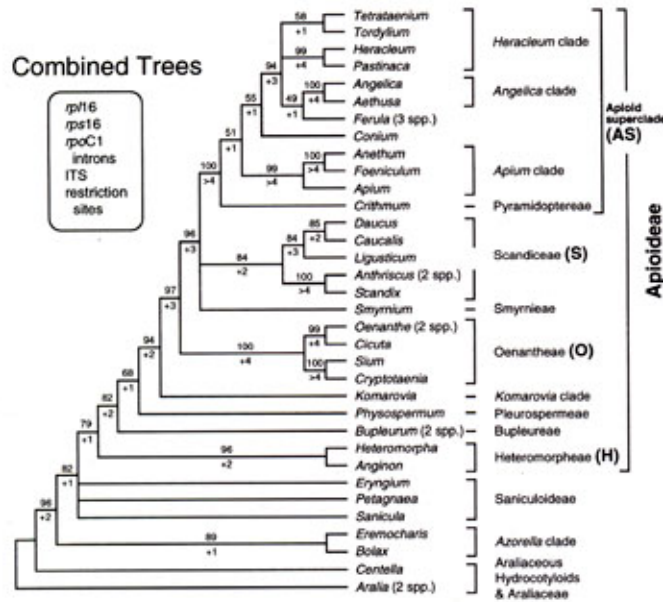 Combined Trees
rpl16
rps16
rpoC1
introns
ITS
restriction
sites
Tetrataenium
Tordylium
Heracleum
Pastinaca
Angelica
Aethusa
Ferula (3 spp.)
Conium
Anethum
Foeniculum
Apium
Crithmum
Daucus
Caucalis
Ligusticum
Anthriscus (2 spp.)
Scandix
Smyrnium
Oenanthe (2 spp.)
Cicuta
Sium
Cryptotaenia
Komarovia
Physospermum
Bupleurum (2 spp.)
Heteromorpha
Anginon
Eryngium
Petagnaea
Sanicula
Eremocharis
Bolax
Centella
Aralia (2 spp.)
Heracleum clade
Angelica clade
Apium clade
Pyramidoptereae
Scandiceae (S)
Smyrnieae
Oenantheae (O)
Komarovia clade
Pleurospermeae
Bupleureae
Heteromorpheae (H)
Saniculoideae
Azorella clade
Araliaceous
Hydrocotyloids
& Araliaceae
Apioid
superclade
(AS)
Apioideae
58
+1
99
+4
94
+3
100
+4
49
+1
55
+1
51
+1
100
>4
99
>4
100
>4
96
+3
85
+2
84
+3
84
+2
100
>4
97
+3
99
+4
100
+4
100
>4
94
+2
68
+1
82
+2
79
+1
96
+2
82
+1
96
+2
89
+1